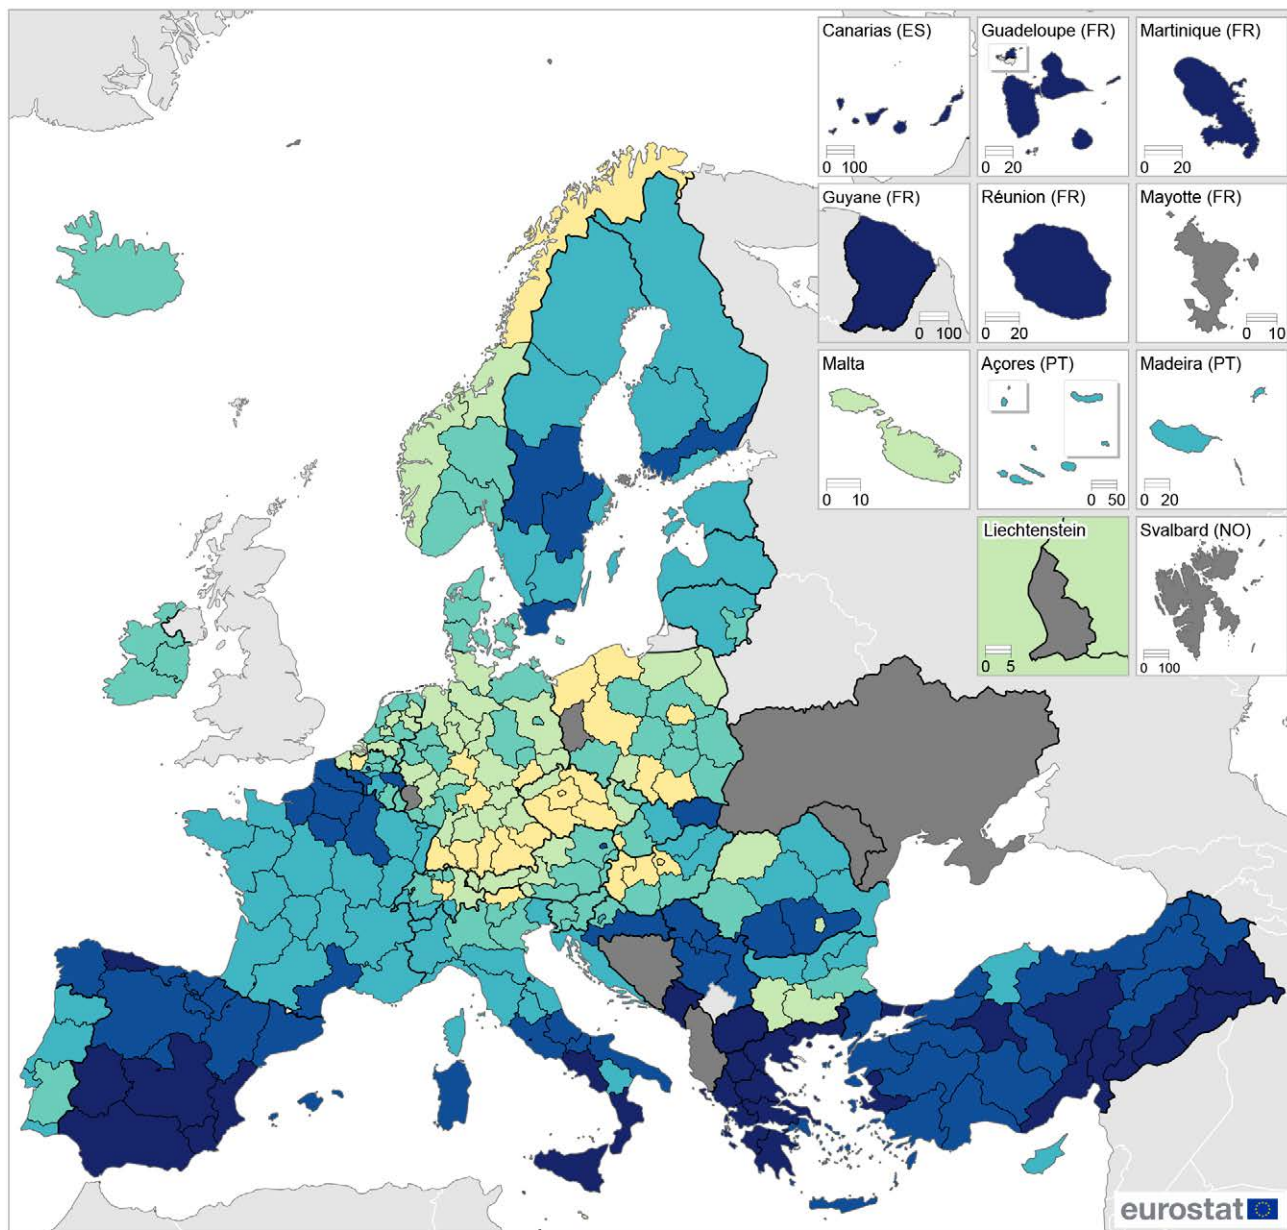 Canarias (ES)
0 100
Guadeloupe (FR)
0 20
Martinique (FR)
0 20
Guyane (FR)
0 100
Réunion (FR)
0 20
Mayotte (FR)
0 10
Malta
0 10
Açores (PT)
0 50
Madeira (PT)
0 20
Liechtenstein
0 5
Svalbard (NO)
0 100
eurostat